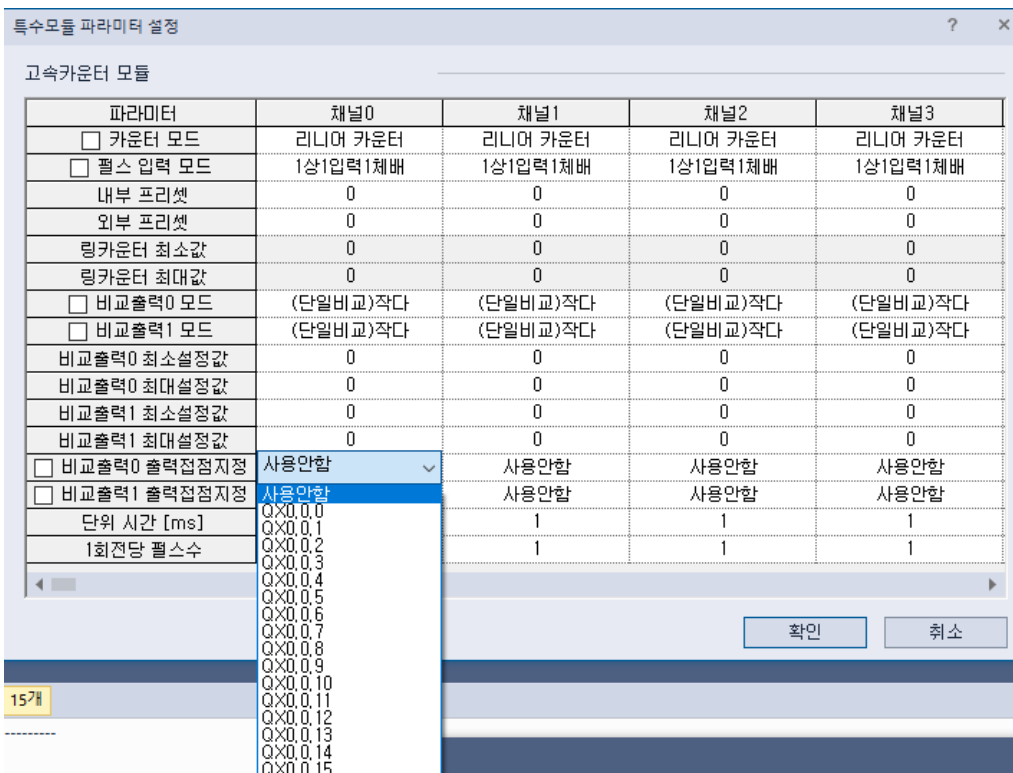 특수모듈 파라미터 설정 ? ×
고속카운터 모듈
파라미터 채널0 채널1 채널2 채널3
카운터 모드 리니어 카운터 리니어 카운터 리니어 카운터 리니어 카운터
펄스 입력 모드 1상1입력1체배 1상1입력1체배 1상1입력1체배 1상1입력1체배
내부 프리셋 0 0 0 0
외부 프리셋 0 0 0 0
링카운터 최소값 0 0 0 0
링카운터 최대값 0 0 0 0
비교출력0 모드 (단일비교)작다 (단일비교)작다 (단일비교)작다 (단일비교)작다
비교출력1 모드 (단일비교)작다 (단일비교)작다 (단일비교)작다 (단일비교)작다
비교출력0 최소설정값 0 0 0 0
비교출력0 최대설정값 0 0 0 0
비교출력1 최소설정값 0 0 0 0
비교출력1 최대설정값 0 0 0 0
비교출력0 출력접점지정 사용안함 사용안함 사용안함 사용안함
비교출력1 출력접점지정 사용안함 사용안함 사용안함
단위 시간 [ms] 1 1 1
1회전당 펄스수 1 1 1
사용안함
QX0,0,0
QX0,0,1
QX0,0,2
QX0,0,3
QX0,0,4
QX0,0,5
QX0,0,6
QX0,0,7
QX0,0,8
QX0,0,9
QX0,0,10
QX0,0,11
QX0,0,12
QX0,0,13
QX0,0,14
QX0,0,15
확인 취소
15개
---------